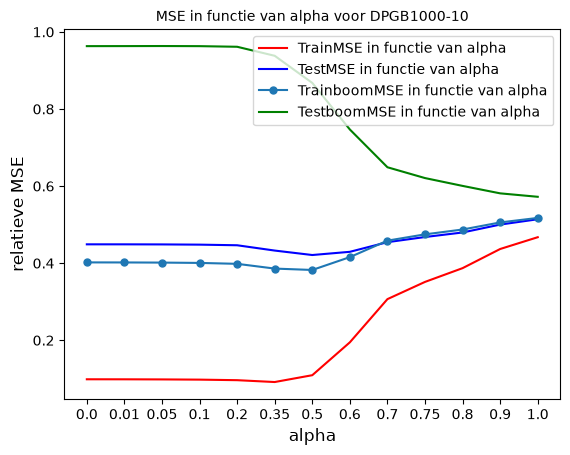 MSE in functie van alpha voor DPGB1000-10
TrainMSE in functie van alpha
TestMSE in functie van alpha
TrainboomMSE in functie van alpha
TestboomMSE in functie van alpha
relatieve MSE
1.0
0.8
0.6
0.4
0.2
0.0 0.01 0.05 0.1 0.2 0.35 0.5 0.6 0.7 0.75 0.8 0.9 1.0
alpha